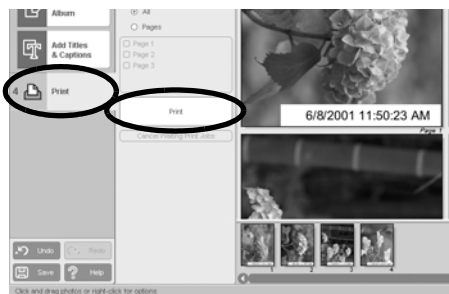 Album
Add Titles
& Captions
4 Print
All
Pages
Page 1
Page 2
Page 3
Print
Cancel Waiting Print Jobs
6/8/2001 11:50:23 AM
Page 1
1 2 3 4
Undo Redo
Save ? Help
Click and drag photos or right-click for options.